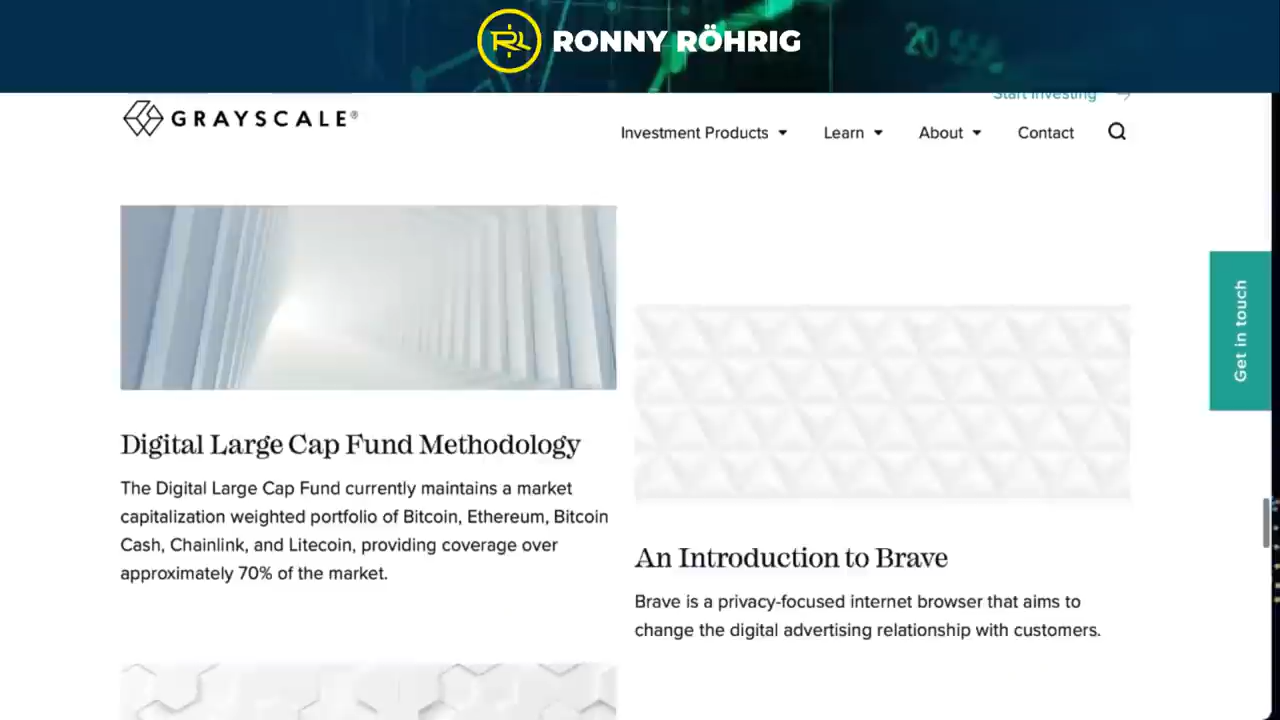 RONNY RÖHRIG
20.55%
Start Investing →
GRAYSCALE®
Investment Products
Learn
About
Contact
Get in touch
Digital Large Cap Fund Methodology
The Digital Large Cap Fund currently maintains a market
capitalization weighted portfolio of Bitcoin, Ethereum, Bitcoin
Cash, Chainlink, and Litecoin, providing coverage over
approximately 70% of the market.
An Introduction to Brave
Brave is a privacy-focused internet browser that aims to
change the digital advertising relationship with customers.